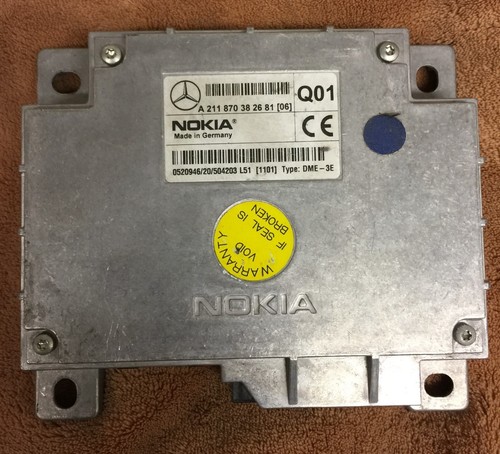 A 211 870 38 26 81 [06]
Q01
NOKIA
Made in Germany
CE
0520946/20/504203 L51 [1101] Type: DME-3E
WARRANTY
VOID
IF
SEAL IS
BROKEN
NOKIA